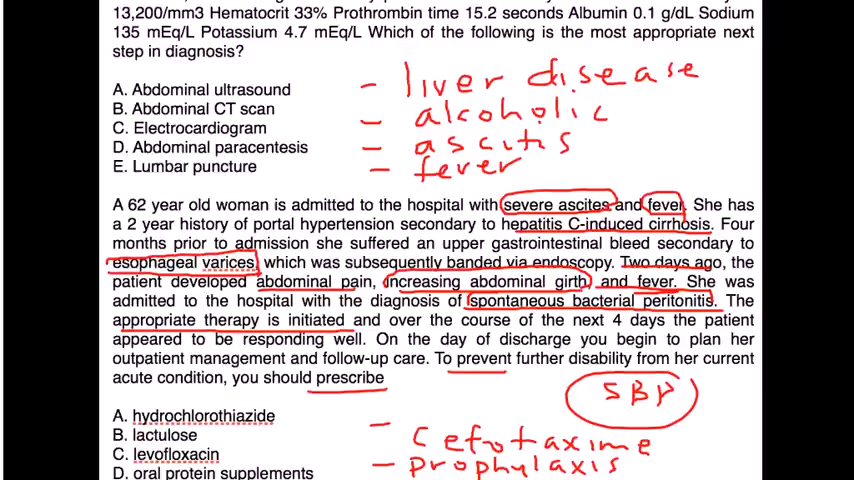 13,200/mm3 Hematocrit 33% Prothrombin time 15.2 seconds Albumin 0.1 g/dL Sodium
135 mEq/L Potassium 4.7 mEq/L Which of the following is the most appropriate next
step in diagnosis?
A. Abdominal ultrasound
B. Abdominal CT scan
C. Electrocardiogram
D. Abdominal paracentesis
E. Lumbar puncture
- liver disease
- alcoholic
- ascitis
- fever
A 62 year old woman is admitted to the hospital with severe ascites and fever. She has
a 2 year history of portal hypertension secondary to hepatitis C-induced cirrhosis. Four
months prior to admission she suffered an upper gastrointestinal bleed secondary to
esophageal varices, which was subsequently banded via endoscopy. Two days ago, the
patient developed abdominal pain, increasing abdominal girth and fever. She was
admitted to the hospital with the diagnosis of spontaneous bacterial peritonitis. The
appropriate therapy is initiated and over the course of the next 4 days the patient
appeared to be responding well. On the day of discharge you begin to plan her
outpatient management and follow-up care. To prevent further disability from her current
acute condition, you should prescribe
SBP
A. hydrochlorothiazide
B. lactulose
C. levofloxacin
D. oral protein supplements
- cefotaxime
- prophylaxis